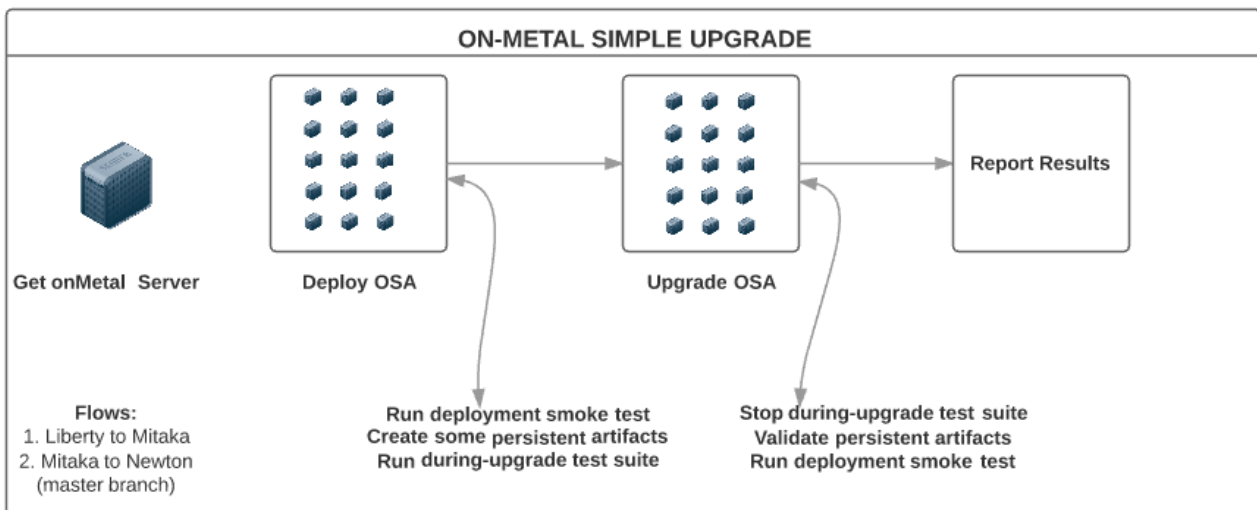 ON-METAL SIMPLE UPGRADE
Report Results
Get onMetal Server
Deploy OSA
Upgrade OSA
Flows:
1. Liberty to Mitaka
2. Mitaka to Newton
(master branch)
Run deployment smoke test
Create some persistent artifacts
Run during-upgrade test suite
Stop during-upgrade test suite
Validate persistent artifacts
Run deployment smoke test